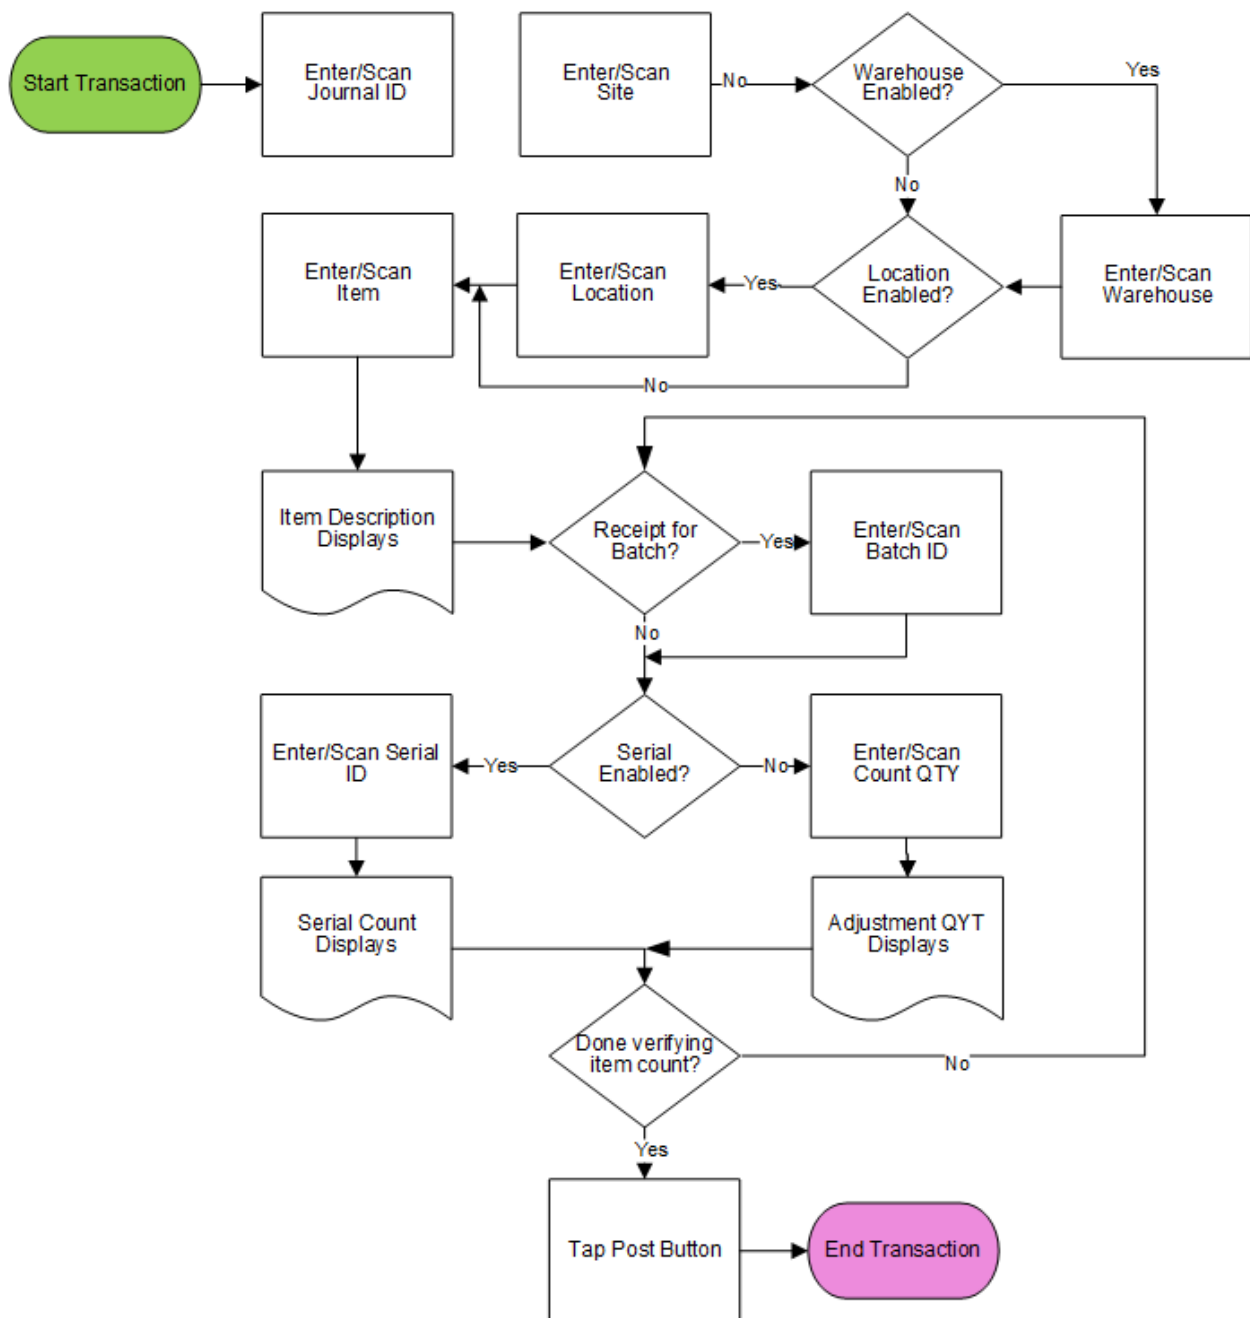 Start Transaction
Enter/Scan
Journal ID
Enter/Scan
Site
No
Warehouse
Enabled?
Yes
No
Enter/Scan
Item
Enter/Scan
Location
Yes
Location
Enabled?
Enter/Scan
Warehouse
No
Item Description
Displays
Receipt for
Batch?
Yes
Enter/Scan
Batch ID
No
Enter/Scan Serial
ID
Yes
Serial
Enabled?
No
Enter/Scan
Count QTY
Serial Count
Displays
Adjustment QYT
Displays
Done verifying
item count?
No
Yes
Tap Post Button
End Transaction